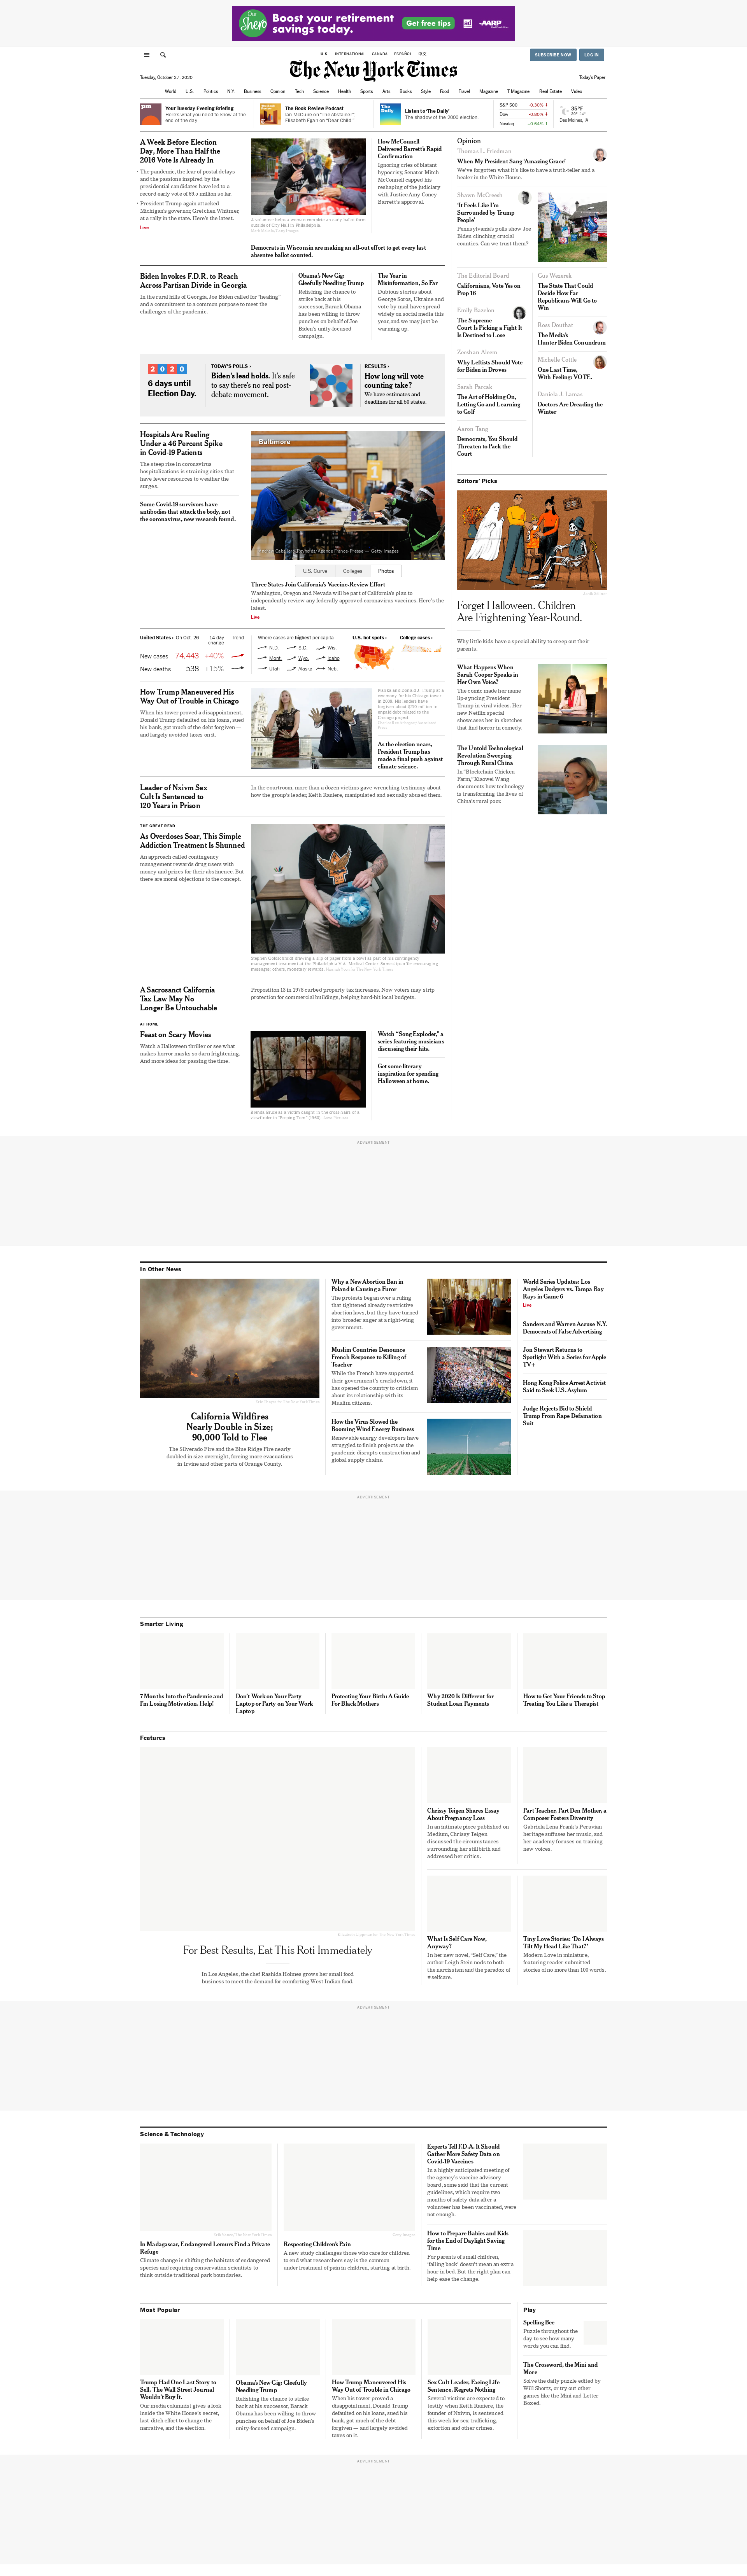 Our Shero
Boost your retirement savings
Get free tips
AARP
U.S. INTERNATIONAL CANADA ESPAÑOL 中文
SUBSCRIBE NOW LOG IN
The New York Times
Tuesday, October 27, 2020
Today's Paper
World U.S. Politics N.Y. Business Opinion Tech Science Health Sports Arts Books Style Food Travel Magazine T Magazine Real Estate Video
pm
Your Tuesday Evening Briefing
Here's what you need to know at the end of the day.
The Book Review Podcast
Ian McGuire on "The Abstainer"; Elisabeth Egan on "Dear Child."
The Daily
Listen to 'The Daily'
The shadow of the 2000 election.
S&P 500 -0.30% ↓
Dow -0.80% ↓
Nasdaq +0.64% ↑
35°F
Des Moines, IA
A Week Before Election
Day, More Than Half the
2016 Vote Is Already In
The pandemic, the fear of postal delays
and the passions inspired by the
presidential candidates have led to a
record early vote of 69.5 million so far.
President Trump again attacked
Michigan's governor, Gretchen Whitmer,
at a rally in the state. Here's the latest.
Live
A volunteer helps a woman complete an early ballot form
outside of City Hall in Philadelphia.
Democrats in Wisconsin are making an all-out effort to get every last
absentee ballot counted.
How McConnell
Delivered Barrett's Rapid
Confirmation
Ignoring cries of blatant
hypocrisy, Senator Mitch
McConnell capped his
reshaping of the judiciary
with Justice Amy Coney
Barrett's approval.
Biden Invokes F.D.R. to Reach
Across Partisan Divide in Georgia
In the rural hills of Georgia, Joe Biden called for "healing"
and a commitment to a common purpose to meet the
challenges of the pandemic.
Obama's New Gig:
Gleefully Needling Trump
Relishing the chance to
strike back at his
successor, Barack Obama
has been willing to throw
punches on behalf of Joe
Biden's unity-focused
campaign.
The Year in
Misinformation, So Far
Dubious stories about
George Soros, Ukraine and
vote-by-mail have spread
widely on social media this
year, and we may just be
warming up.
2020
6 days until
Election Day.
TODAY'S POLLS ›
Biden's lead holds. It's safe
to say there's no real post-
debate movement.
RESULTS ›
How long will vote
counting take?
We have estimates and
deadlines for all 50 states.
Hospitals Are Reeling
Under a 46 Percent Spike
in Covid-19 Patients
The steep rise in coronavirus
hospitalizations is straining cities that
have fewer resources to weather the
surges.
Some Covid-19 survivors have
antibodies that attack the body, not
the coronavirus, new research found.
Baltimore
1
U.S. Curve Colleges Photos
Three States Join California's Vaccine-Review Effort
Washington, Oregon and Nevada will be part of California's plan to
independently review any federally approved coronavirus vaccines. Here's the
latest.
Live
United States › On Oct. 26 14-day change Trend
New cases 74,443 +40%
New deaths 538 +15%
Where cases are highest per capita
N.D. S.D. Wis.
Mont. Wyo. Idaho
Utah Alaska Neb.
U.S. hot spots ›
College cases ›
How Trump Maneuvered His
Way Out of Trouble in Chicago
When his tower proved a disappointment,
Donald Trump defaulted on his loans, sued
his bank, got much of the debt forgiven —
and largely avoided taxes on it.
Ivanka and Donald J. Trump at a
ceremony for his Chicago tower
in 2008. His lenders have
forgiven about $270 million in
unpaid debt related to the
Chicago project.
As the election nears,
President Trump has
made a final push against
climate science.
Leader of Nxivm Sex
Cult Is Sentenced to
120 Years in Prison
In the courtroom, more than a dozen victims gave wrenching testimony about
how the group's leader, Keith Raniere, manipulated and sexually abused them.
THE GREAT READ
As Overdoses Soar, This Simple
Addiction Treatment Is Shunned
An approach called contingency
management rewards drug users with
money and prizes for their abstinence. But
there are moral objections to the concept.
A Sacrosanct California
Tax Law May No
Longer Be Untouchable
Proposition 13 in 1978 curbed property tax increases. Now voters may strip
protection for commercial buildings, helping hard-hit local budgets.
AT HOME
Feast on Scary Movies
Watch a Halloween thriller or see what
makes horror masks so darn frightening.
And more ideas for passing the time.
Watch "Song Exploder," a
series featuring musicians
discussing their hits.
Get some literary
inspiration for spending
Halloween at home.
Opinion
Thomas L. Friedman
When My President Sang 'Amazing Grace'
We've forgotten what it's like to have a truth-teller and a
healer in the White House.
Shawn McCreesh
'It Feels Like I'm
Surrounded by Trump
People'
Pennsylvania's polls show Joe
Biden clinching crucial
counties. Can we trust them?
The Editorial Board
Californians, Vote Yes on
Prop 16
Emily Bazelon
The Supreme
Court Is Picking a Fight It
Is Destined to Lose
Zeeshan Aleem
Why Leftists Should Vote
for Biden in Droves
Sarah Parcak
The Art of Holding On,
Letting Go and Learning
to Golf
Aaron Tang
Democrats, You Should
Threaten to Pack the
Court
Gus Wezerek
The State That Could
Decide How Far
Republicans Will Go to
Win
Ross Douthat
The Media's
Hunter Biden Conundrum
Michelle Cottle
One Last Time,
With Feeling: VOTE.
Daniela J. Lamas
Doctors Are Dreading the
Winter
Editors' Picks
Forget Halloween. Children
Are Frightening Year-Round.
Why little kids have a special ability to creep out their
parents.
What Happens When
Sarah Cooper Speaks in
Her Own Voice?
The comic made her name
lip-syncing President
Trump in viral videos. Her
new Netflix special
showcases her in sketches
that find horror in comedy.
The Untold Technological
Revolution Sweeping
Through Rural China
In "Blockchain Chicken
Farm," Xiaowei Wang
documents how technology
is transforming the lives of
China's rural poor.
ADVERTISEMENT
In Other News
California Wildfires
Nearly Double in Size;
90,000 Told to Flee
The Silverado Fire and the Blue Ridge Fire nearly
doubled in size overnight, forcing more evacuations
in Irvine and other parts of Orange County.
Why a New Abortion Ban in
Poland is Causing a Furor
The protests began over a ruling
that tightened already restrictive
abortion laws, but they have turned
into broader anger at a right-wing
government.
Muslim Countries Denounce
French Response to Killing of
Teacher
While the French have supported
their government's crackdown, it
has opened the country to criticism
about its relationship with its
Muslim citizens.
How the Virus Slowed the
Booming Wind Energy Business
Renewable energy developers have
struggled to finish projects as the
pandemic disrupts construction and
global supply chains.
World Series Updates: Los
Angeles Dodgers vs. Tampa Bay
Rays in Game 6
Live
Sanders and Warren Accuse N.Y.
Democrats of False Advertising
Jon Stewart Returns to
Spotlight With a Series for Apple
TV+
Hong Kong Police Arrest Activist
Said to Seek U.S. Asylum
Judge Rejects Bid to Shield
Trump From Rape Defamation
Suit
ADVERTISEMENT
Smarter Living
7 Months Into the Pandemic and
I'm Losing Motivation. Help!
Don't Work on Your Party
Laptop or Party on Your Work
Laptop
Protecting Your Birth: A Guide
For Black Mothers
Why 2020 Is Different for
Student Loan Payments
How to Get Your Friends to Stop
Treating You Like a Therapist
Features
For Best Results, Eat This Roti Immediately
In Los Angeles, the chef Rashida Holmes grows her small food
business to meet the demand for comforting West Indian food.
Chrissy Teigen Shares Essay
About Pregnancy Loss
In an intimate piece published on
Medium, Chrissy Teigen
discussed the circumstances
surrounding her stillbirth and
addressed her critics.
Part Teacher, Part Den Mother, a
Composer Fosters Diversity
Gabriela Lena Frank's Peruvian
heritage suffuses her music, and
her academy focuses on training
new voices.
What Is Self Care Now,
Anyway?
In her new novel, "Self Care," the
author Leigh Stein nods to both
the narcissism and the paradox of
#selfcare.
Tiny Love Stories: 'Do I Always
Tilt My Head Like That?'
Modern Love in miniature,
featuring reader-submitted
stories of no more than 100 words.
ADVERTISEMENT
Science & Technology
In Madagascar, Endangered Lemurs Find a Private
Refuge
Climate change is shifting the habitats of endangered
species and requiring conservation scientists to
think outside traditional park boundaries.
Respecting Children's Pain
A new study challenges those who care for children
to end what researchers say is the common
undertreatment of pain in children, starting at birth.
Experts Tell F.D.A. It Should
Gather More Safety Data on
Covid-19 Vaccines
In a highly anticipated meeting of
the agency's vaccine advisory
board, some said that the current
guidelines, which require two
months of safety data after a
volunteer has been vaccinated, were
not enough.
How to Prepare Babies and Kids
for the End of Daylight Saving
Time
For parents of small children,
'falling back' doesn't mean an extra
hour in bed. But the right plan can
help ease the change.
Most Popular
Trump Had One Last Story to
Sell. The Wall Street Journal
Wouldn't Buy It.
Our media columnist gives a look
inside the White House's secret,
last-ditch effort to change the
narrative, and the election.
Obama's New Gig: Gleefully
Needling Trump
Relishing the chance to strike
back at his successor, Barack
Obama has been willing to throw
punches on behalf of Joe Biden's
unity-focused campaign.
How Trump Maneuvered His
Way Out of Trouble in Chicago
When his tower proved a
disappointment, Donald Trump
defaulted on his loans, sued his
bank, got much of the debt
forgiven — and largely avoided
taxes on it.
Sex Cult Leader, Facing Life
Sentence, Regrets Nothing
Several victims are expected to
testify when Keith Raniere, the
founder of Nxivm, is sentenced
this week for sex trafficking,
extortion and other crimes.
Play
Spelling Bee
Puzzle throughout the
day to see how many
words you can find.
The Crossword, the Mini and
More
Solve the daily puzzle edited by
Will Shortz, or try out other
games like the Mini and Letter
Boxed.
ADVERTISEMENT